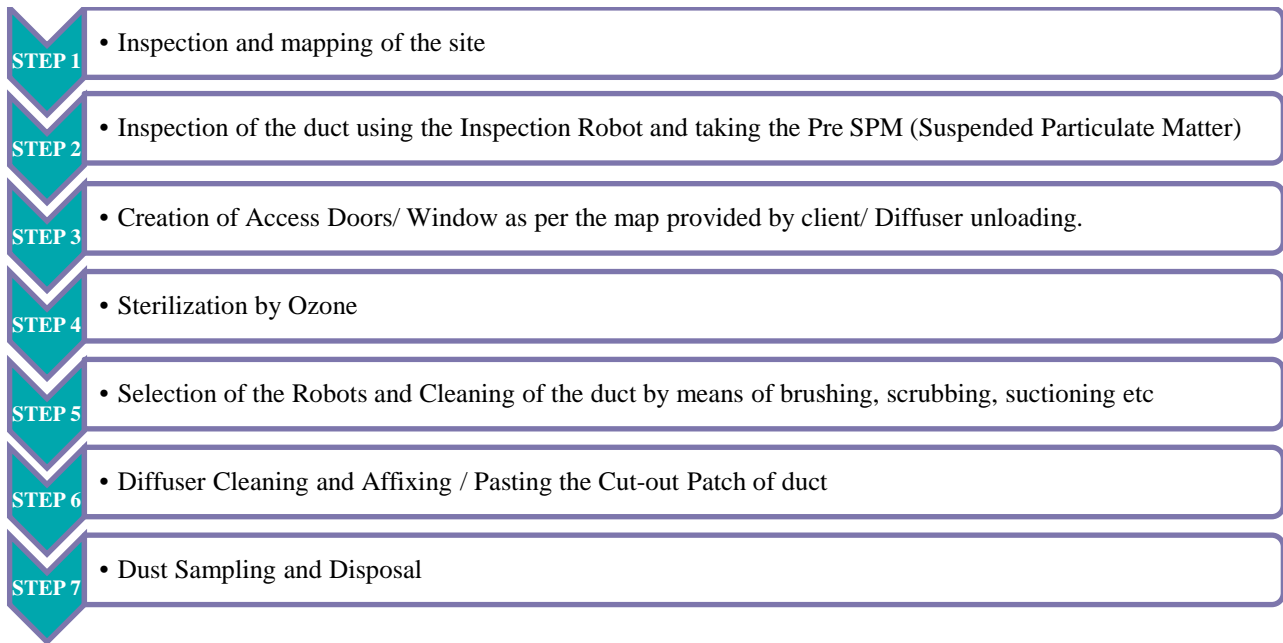 STEP 1
• Inspection and mapping of the site
STEP 2
• Inspection of the duct using the Inspection Robot and taking the Pre SPM (Suspended Particulate Matter)
STEP 3
• Creation of Access Doors/ Window as per the map provided by client/ Diffuser unloading.
STEP 4
• Sterilization by Ozone
STEP 5
• Selection of the Robots and Cleaning of the duct by means of brushing, scrubbing, suctioning etc
STEP 6
• Diffuser Cleaning and Affixing / Pasting the Cut-out Patch of duct
STEP 7
• Dust Sampling and Disposal